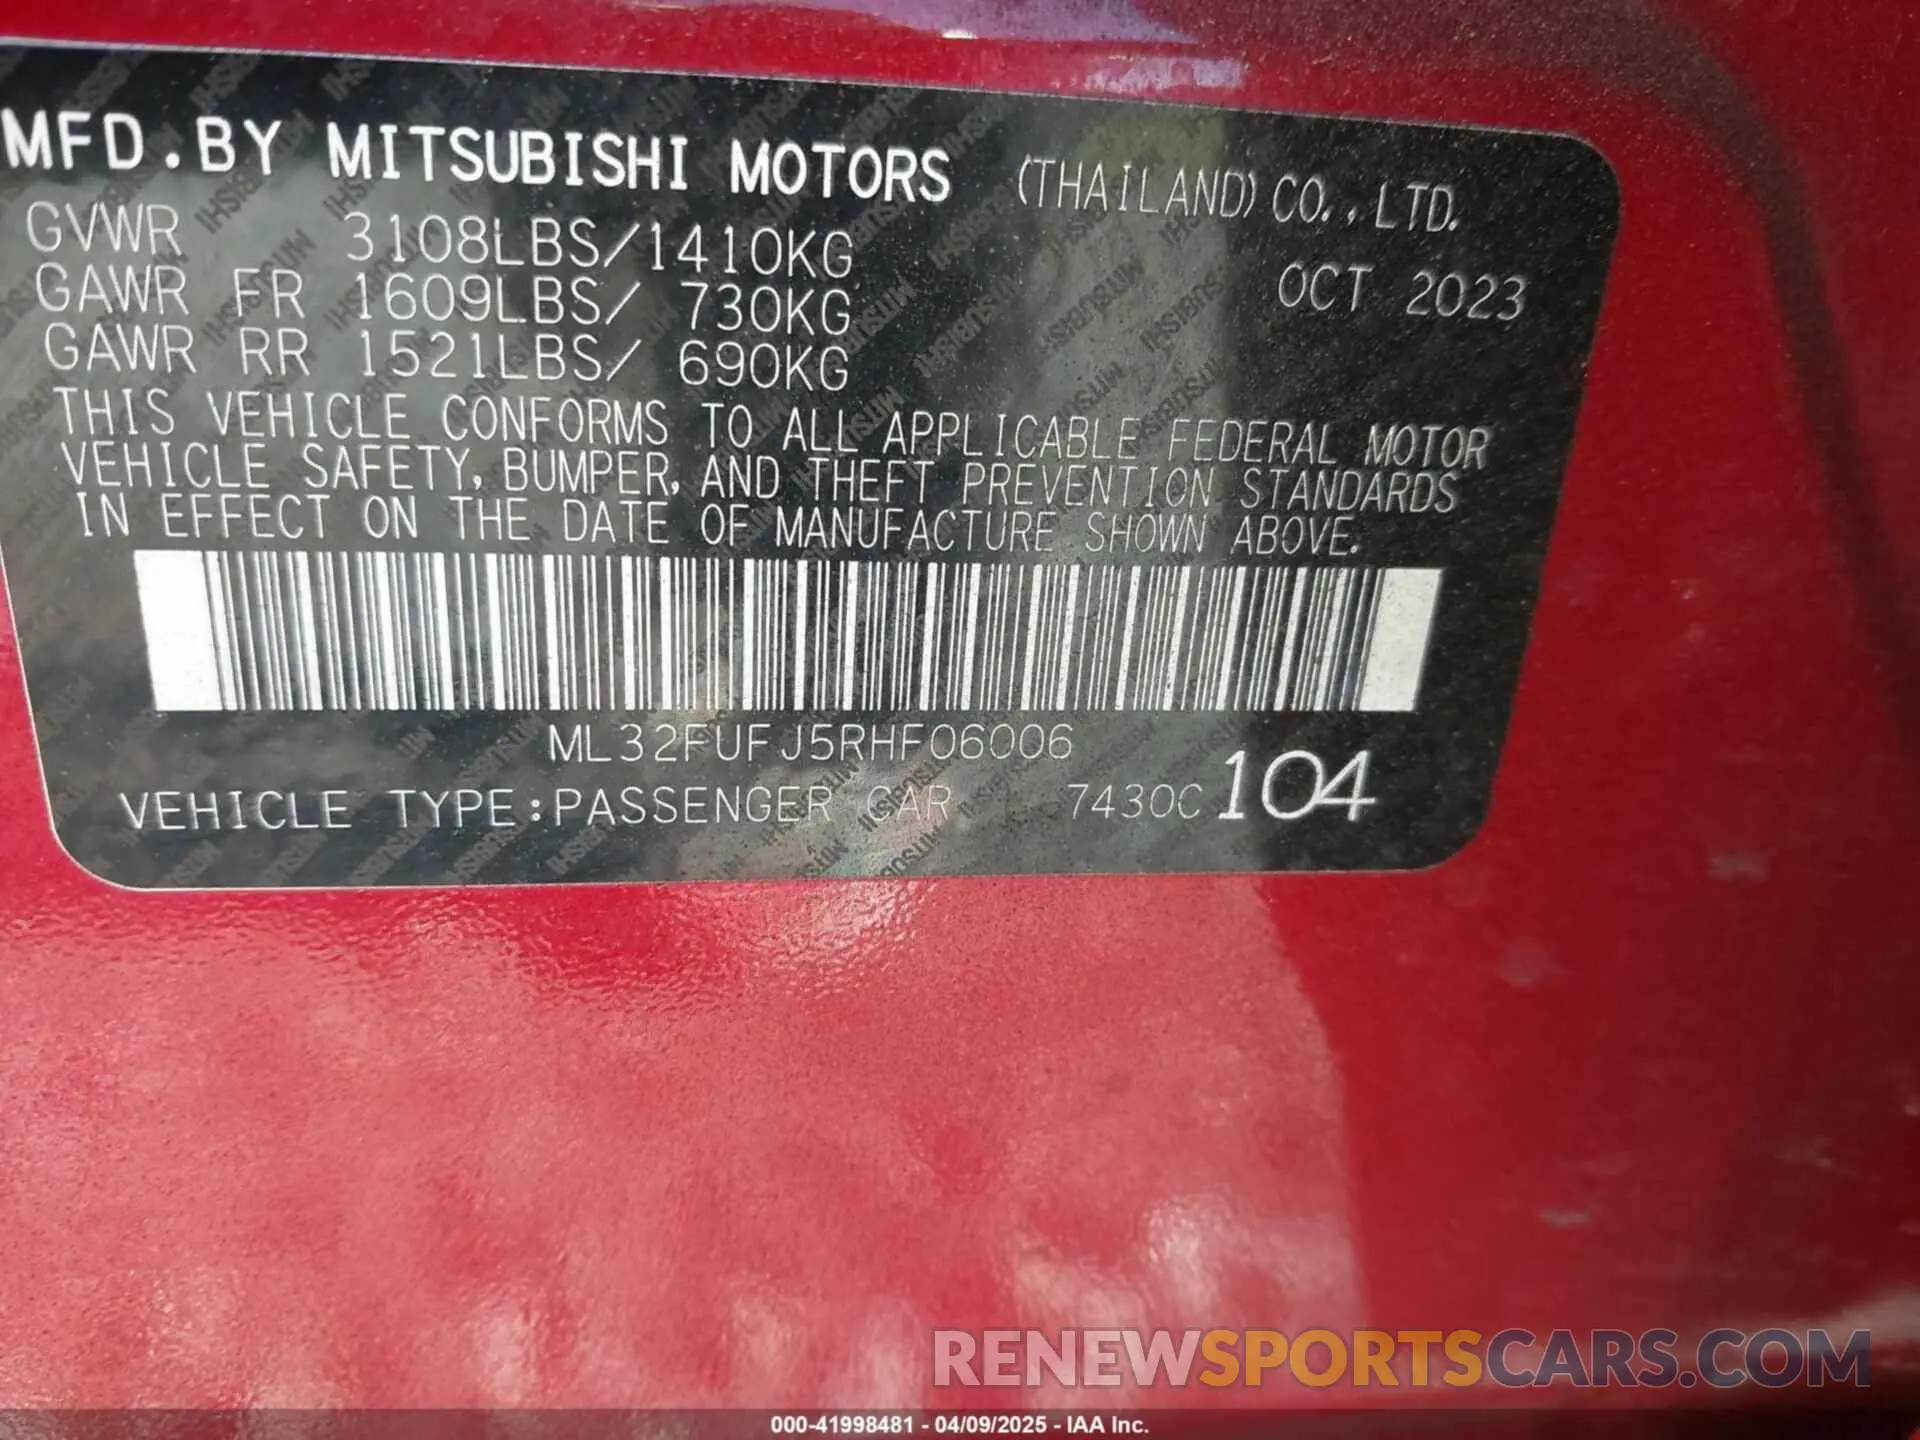 MFD.BY MITSUBISHI MOTORS (THAILAND) CO.,LTD.
GVWR 3108LBS/1410KG
OCT 2023
GAWR FR 1609LBS/ 730KG
GAWR RR 1521LBS/ 690KG
THIS VEHICLE CONFORMS TO ALL APPLICABLE FEDERAL MOTOR
VEHICLE SAFETY, BUMPER, AND THEFT PREVENTION STANDARDS
IN EFFECT ON THE DATE OF MANUFACTURE SHOWN ABOVE.
ML32FUFJ5RHF06006
VEHICLE TYPE:PASSENGER CAR 7430C 104
RENEWSPORTSCARS.COM
000-41998481 - 04/09/2025 - IAA Inc.